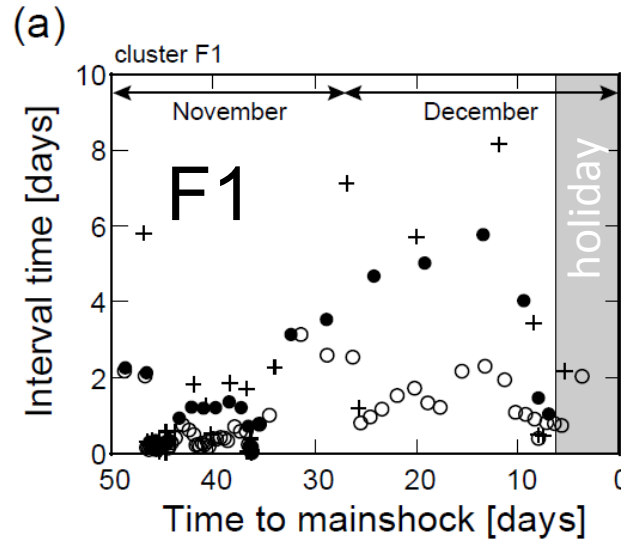 (a)
cluster F1
November December
F1
holiday
Interval time [days]
10
8
6
4
2
0
50 40 30 20 10 0
Time to mainshock [days]